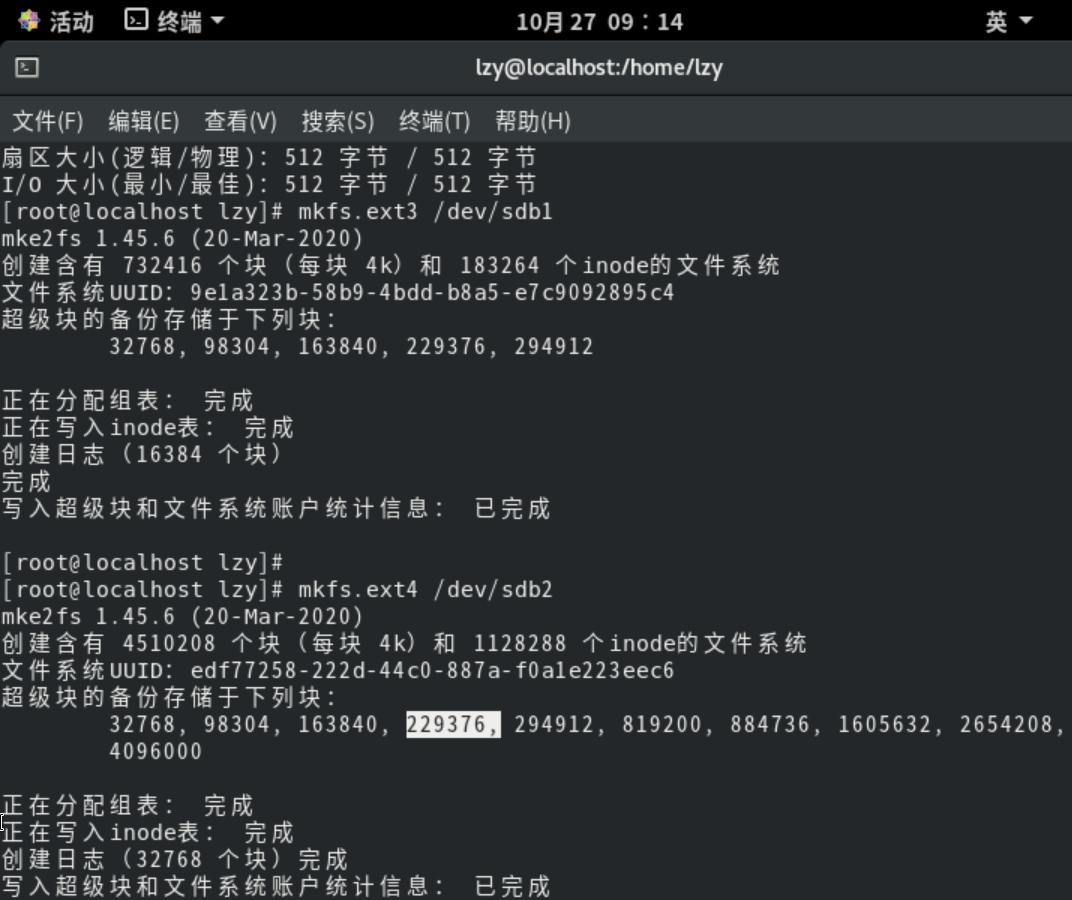 活动 终端 10月 27 09：14 英
lzy@localhost:/home/lzy
文件(F) 编辑(E) 查看(V) 搜索(S) 终端(T) 帮助(H)
扇区大小(逻辑/物理)：512 字节 / 512 字节
I/O 大小(最小/最佳)：512 字节 / 512 字节
[root@localhost lzy]# mkfs.ext3 /dev/sdb1
mke2fs 1.45.6 (20-Mar-2020)
创建含有 732416 个块（每块 4k）和 183264 个inode的文件系统
文件系统UUID：9e1a323b-58b9-4bdd-b8a5-e7c9092895c4
超级块的备份存储于下列块：
32768, 98304, 163840, 229376, 294912
正在分配组表： 完成
正在写入inode表： 完成
创建日志（16384 个块）
完成
写入超级块和文件系统账户统计信息： 已完成
[root@localhost lzy]#
[root@localhost lzy]# mkfs.ext4 /dev/sdb2
mke2fs 1.45.6 (20-Mar-2020)
创建含有 4510208 个块（每块 4k）和 1128288 个inode的文件系统
文件系统UUID：edf77258-222d-44c0-887a-f0a1e223eec6
超级块的备份存储于下列块：
32768, 98304, 163840, 229376, 294912, 819200, 884736, 1605632, 2654208,
4096000
正在分配组表： 完成
正在写入inode表： 完成
创建日志（32768 个块）完成
写入超级块和文件系统账户统计信息： 已完成